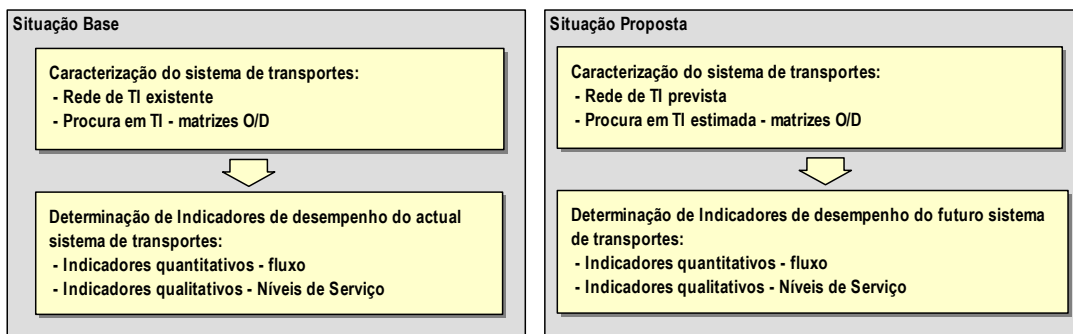 Situação Base
Caracterização do sistema de transportes:
- Rede de TI existente
- Procura em TI - matrizes O/D
Determinação de Indicadores de desempenho do actual
sistema de transportes:
- Indicadores quantitativos - fluxo
- Indicadores qualitativos - Níveis de Serviço
Situação Proposta
Caracterização do sistema de transportes:
- Rede de TI prevista
- Procura em TI estimada - matrizes O/D
Determinação de Indicadores de desempenho do futuro sistema
de transportes:
- Indicadores quantitativos - fluxo
- Indicadores qualitativos - Níveis de Serviço